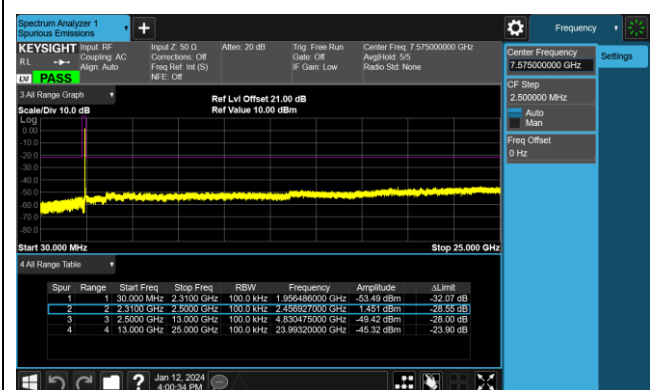 Spectrum Analyzer 1
Spurious Emissions
Frequency
KEYSIGHT
RL
Align: Auto
LXI
PASS
Input: RF
Coupling: AC
Input Z: 50 Ω
Corrections: Off
Freq Ref: Int (S)
NFE: Off
Atten: 20 dB
Trig: Free Run
Gate: Off
IF Gain: Low
Center Freq: 7.575000000 GHz
Avg|Hold: 5/5
Radio Std: None
Center Frequency
7.575000000 GHz
Settings
CF Step
2.500000 MHz
Auto
Man
Freq Offset
0 Hz
3 All Range Graph
Scale/Div 10.0 dB
Ref Lvl Offset 21.00 dB
Ref Value 10.00 dBm
Log
0.00
-10.0
-20.0
-30.0
-40.0
-50.0
-60.0
-70.0
-80.0
Start 30.000 MHz
Stop 25.000 GHz
4 All Range Table
Spur Range Start Freq Stop Freq RBW Frequency Amplitude ΔLimit
1 1 30.000 MHz 2.3100 GHz 100.0 kHz 1.956486000 GHz -53.49 dBm -32.07 dB
2 2 2.3100 GHz 2.5000 GHz 100.0 kHz 2.456927000 GHz 1.451 dBm -28.55 dB
3 3 2.5000 GHz 13.000 GHz 100.0 kHz 4.830475000 GHz -49.42 dBm -28.00 dB
4 4 13.000 GHz 25.000 GHz 100.0 kHz 23.99320000 GHz -45.32 dBm -23.90 dB
?
Jan 12, 2024
4:00:34 PM